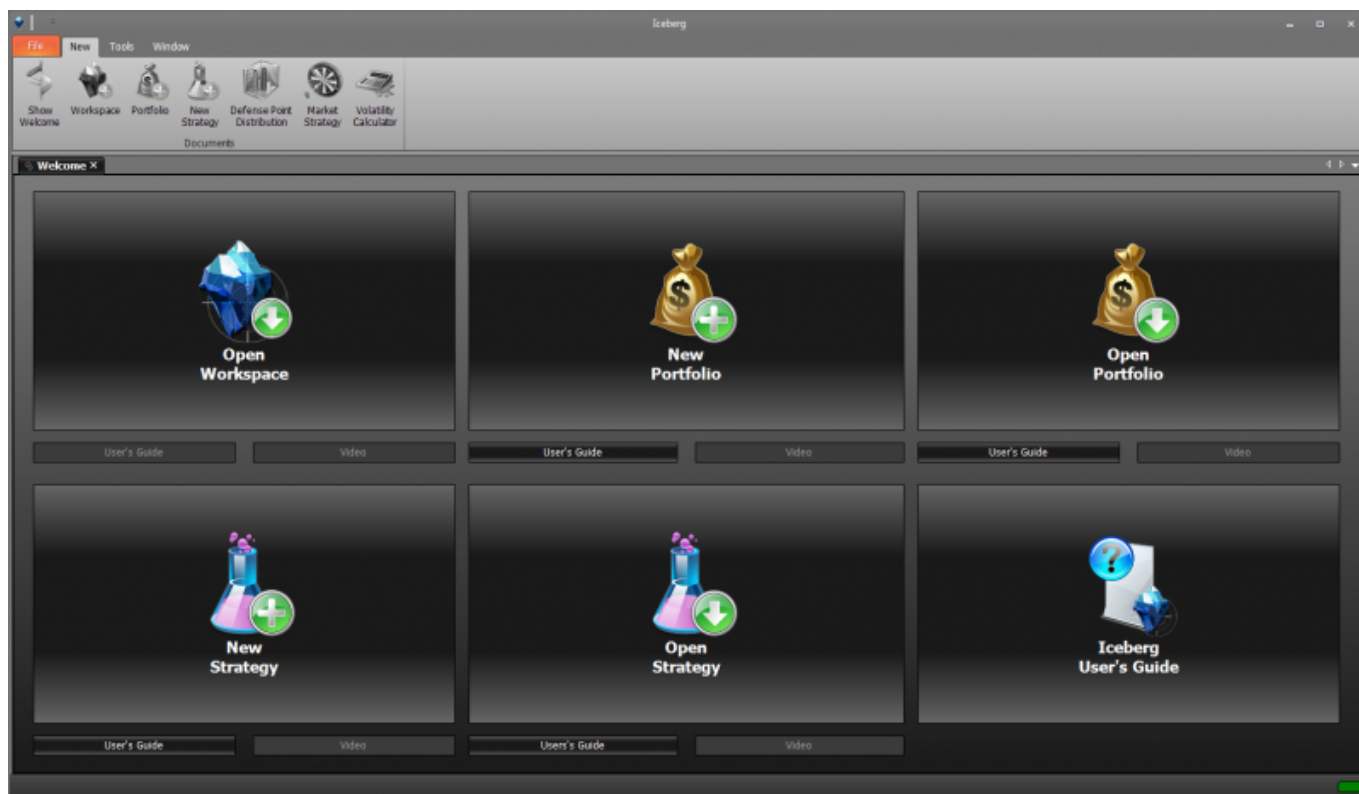 Iceberg
File New Tools Window
Show Welcome Workspace Portfolio New Strategy Defense Point Distribution Market Strategy Volatility Calculator
Documents
Welcome
Open
Workspace
New
Portfolio
Open
Portfolio
User's Guide Video User's Guide Video User's Guide Video
New
Strategy
Open
Strategy
Iceberg
User's Guide
User's Guide Video Users's Guide Video